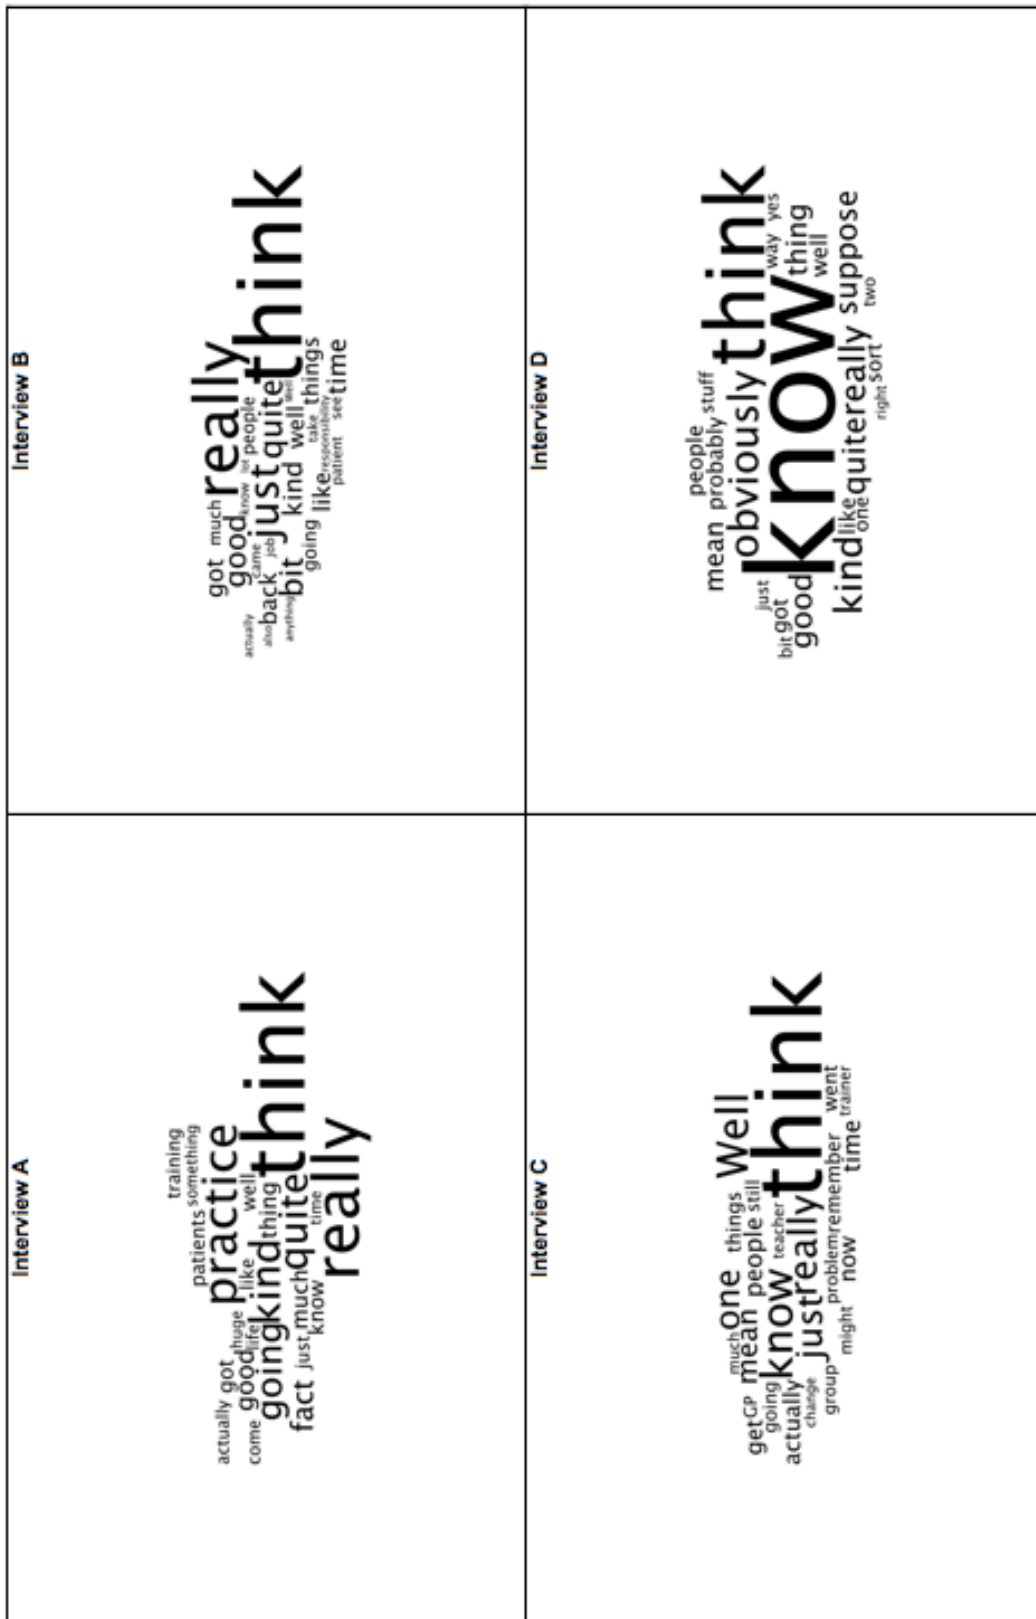 Interview A
training
patients something
actually got practice
huge like well
come good life
going kind thing think
fact just much quite time
know really
Interview B
got much really
good know lot people
actually came
also back job just quite think
anything bit kind well Well
going like take things
responsibility
patient see time
Interview C
much one things Well
get GP mean people still
going know teacher think
actually just really
change
group problem remember went
might now time trainer
Interview D
people
mean probably stuff
obviously think
just know way yes
bit got thing
good well
kind like quite really suppose
one
right sort two